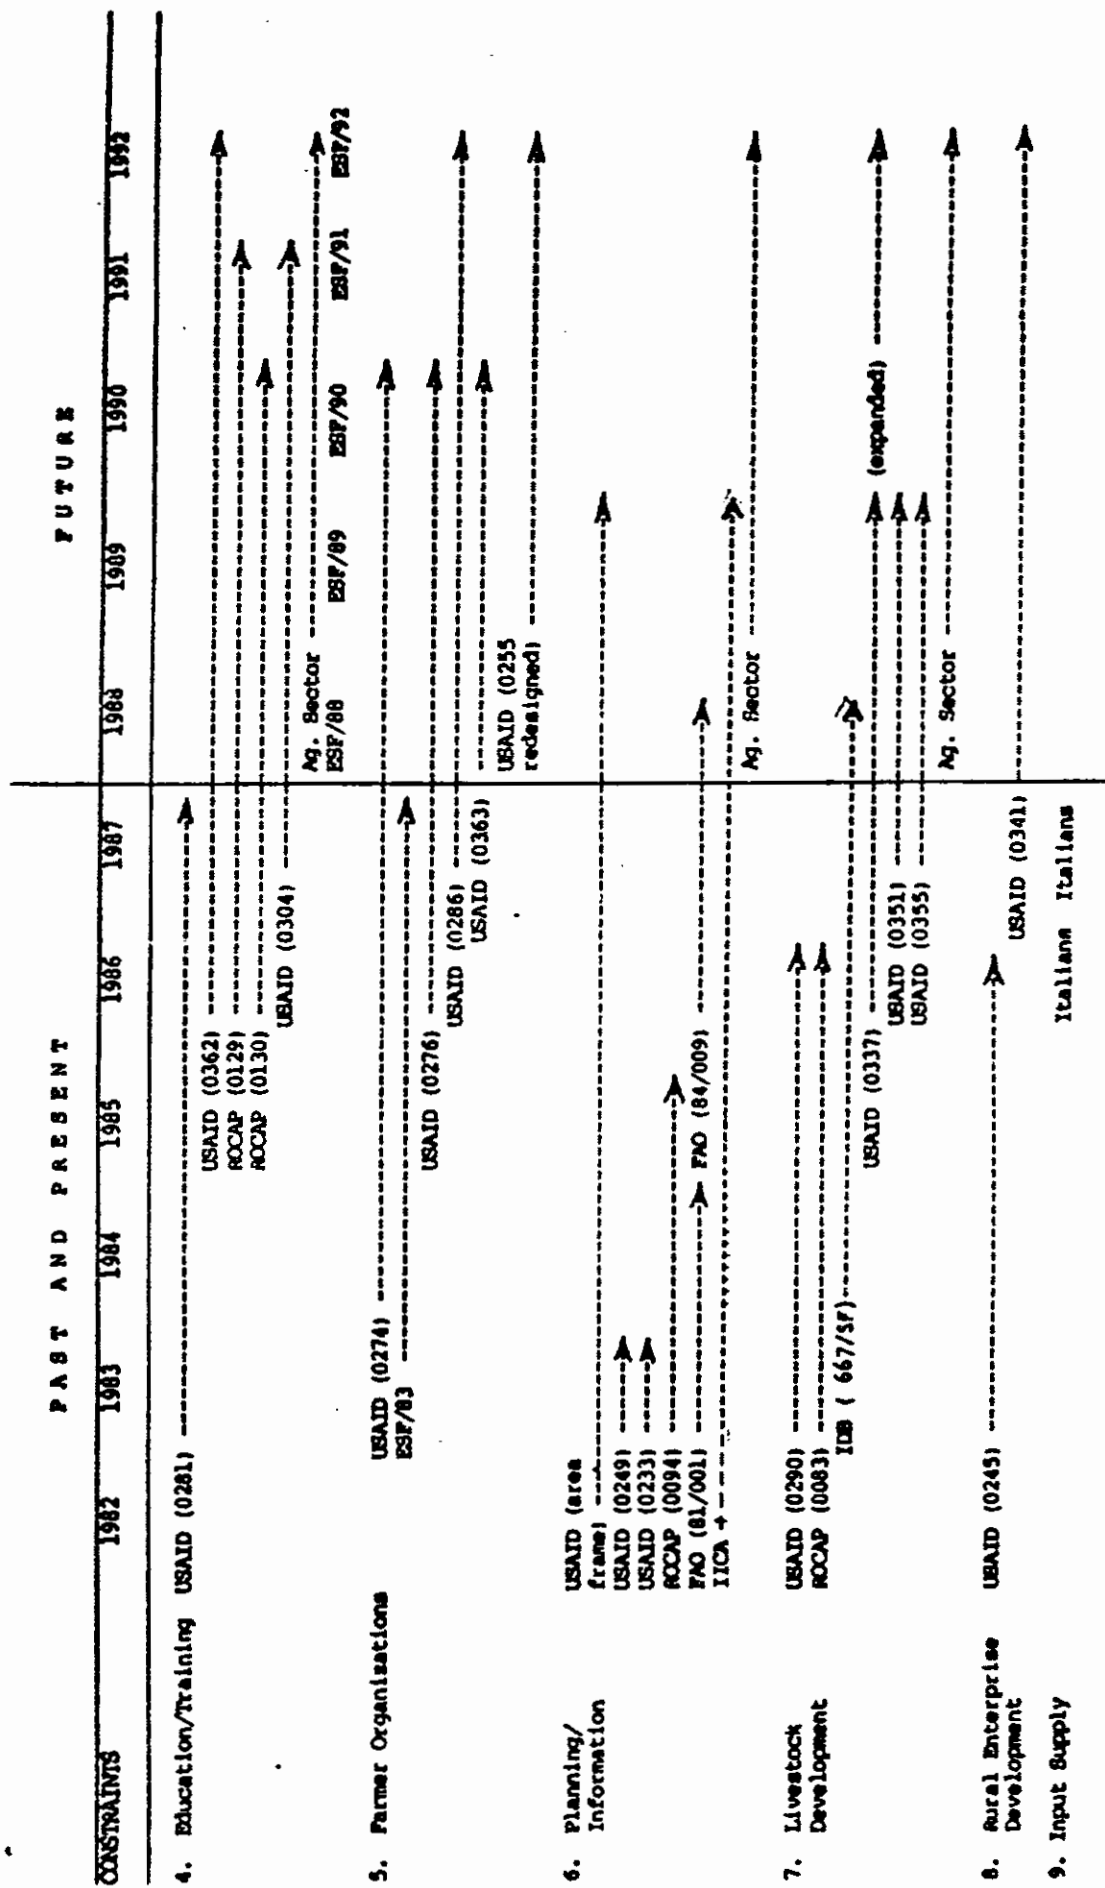 PAST AND PRESENT FUTURE
CONSTRAINTS 1982 1983 1984 1985 1986 1987 1988 1989 1990 1991 1992
4. Education/Training USAID (0281)
USAID (0362)
ROCAP (0129)
ROCAP (0130)
USAID (0304)
Ag. Sector
ESF/88 ESF/89 ESF/90 ESF/91 ESF/92
5. Farmer Organizations USAID (0274)
ESF/83
USAID (0276)
USAID (0286)
USAID (0363)
USAID (0255
redesigned)
6. Planning/ USAID (area
Information frame)
USAID (0249)
USAID (0233)
ROCAP (0094)
FAO (81/001) FAO (84/009)
IICA +
Ag. Sector
7. Livestock USAID (0290)
Development ROCAP (0083)
IDB ( 667/SF)
USAID (0337) (expanded)
USAID (0351)
USAID (0355)
Ag. Sector
8. Rural Enterprise USAID (0245)
Development USAID (0341)
9. Input Supply Italians Italians